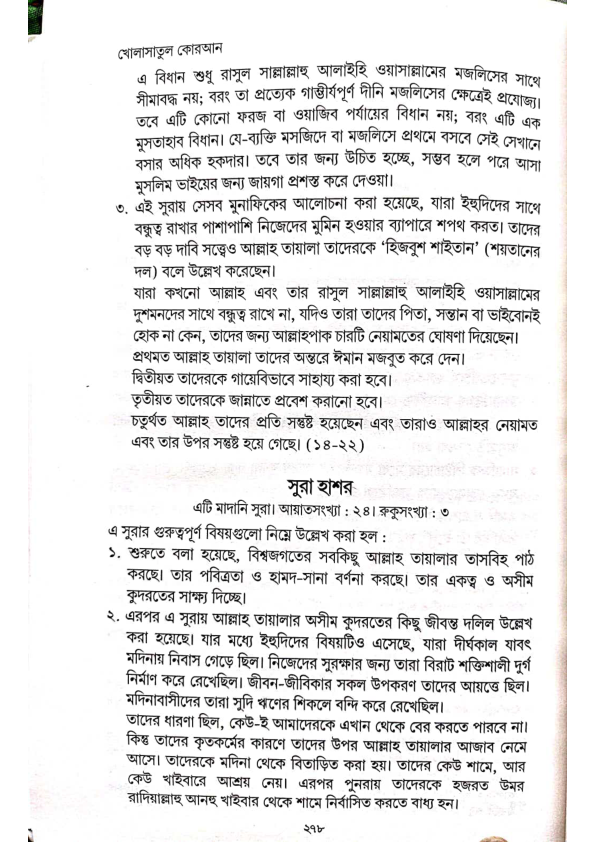 খোলাসাতুল কোরআন
এ বিধান শুধু রাসুল সাল্লাল্লাহু আলাইহি ওয়াসাল্লামের মজলিসের সাথে
সীমাবদ্ধ নয়; বরং তা প্রত্যেক গাম্ভীর্যপূর্ণ দীনি মজলিসের ক্ষেত্রেই প্রযোজ্য।
তবে এটি কোনো ফরজ বা ওয়াজিব পর্যায়ের বিধান নয়; বরং এটি এক
মুসতাহাব বিধান। যে-ব্যক্তি মসজিদে বা মজলিসে প্রথমে বসবে সেই সেখানে
বসার অধিক হকদার। তবে তার জন্য উচিত হচ্ছে, সম্ভব হলে পরে আসা
মুসলিম ভাইয়ের জন্য জায়গা প্রশস্ত করে দেওয়া।
৩. এই সুরায় সেসব মুনাফিকের আলোচনা করা হয়েছে, যারা ইহুদিদের সাথে
বন্ধুত্ব রাখার পাশাপাশি নিজেদের মুমিন হওয়ার ব্যাপারে শপথ করত। তাদের
বড় বড় দাবি সত্ত্বেও আল্লাহ তায়ালা তাদেরকে ‘হিজবুশ শাইতান’ (শয়তানের
দল) বলে উল্লেখ করেছেন।
যারা কখনো আল্লাহ এবং তার রাসুল সাল্লাল্লাহু আলাইহি ওয়াসাল্লামের
দুশমনদের সাথে বন্ধুত্ব রাখে না, যদিও তারা তাদের পিতা, সন্তান বা ভাইবোনই
হোক না কেন, তাদের জন্য আল্লাহপাক চারটি নেয়ামতের ঘোষণা দিয়েছেন।
প্রথমত আল্লাহ তায়ালা তাদের অন্তরে ঈমান মজবুত করে দেন।
দ্বিতীয়ত তাদেরকে গায়েবিভাবে সাহায্য করা হবে।
তৃতীয়ত তাদেরকে জান্নাতে প্রবেশ করানো হবে।
চতুর্থত আল্লাহ তাদের প্রতি সন্তুষ্ট হয়েছেন এবং তারাও আল্লাহর নেয়ামত
এবং তার উপর সন্তুষ্ট হয়ে গেছে। (১৪-২২)
সুরা হাশর
এটি মাদানি সুরা। আয়াতসংখ্যা : ২৪। রুকুসংখ্যা : ৩
এ সুরার গুরুত্বপূর্ণ বিষয়গুলো নিম্নে উল্লেখ করা হল :
১. শুরুতে বলা হয়েছে, বিশ্বজগতের সবকিছু আল্লাহ তায়ালার তাসবিহ পাঠ
করছে। তার পবিত্রতা ও হামদ-সানা বর্ণনা করছে। তার একত্ব ও অসীম
কুদরতের সাক্ষ্য দিচ্ছে।
২. এরপর এ সুরায় আল্লাহ তায়ালার অসীম কুদরতের কিছু জীবন্ত দলিল উল্লেখ
করা হয়েছে। যার মধ্যে ইহুদিদের বিষয়টিও এসেছে, যারা দীর্ঘকাল যাবৎ
মদিনায় নিবাস গেড়ে ছিল। নিজেদের সুরক্ষার জন্য তারা বিরাট শক্তিশালী দুর্গ
নির্মাণ করে রেখেছিল। জীবন-জীবিকার সকল উপকরণ তাদের আয়ত্তে ছিল।
মদিনাবাসীদের তারা সুদি ঋণের শিকলে বন্দি করে রেখেছিল।
তাদের ধারণা ছিল, কেউ-ই আমাদেরকে এখান থেকে বের করতে পারবে না।
কিন্তু তাদের কৃতকর্মের কারণে তাদের উপর আল্লাহ তায়ালার আজাব নেমে
আসে। তাদেরকে মদিনা থেকে বিতাড়িত করা হয়। তাদের কেউ শামে, আর
কেউ খাইবারে আশ্রয় নেয়। এরপর পুনরায় তাদেরকে হজরত উমর
রাদিয়াল্লাহু আনহু খাইবার থেকে শামে নির্বাসিত করতে বাধ্য হন।
২৭৮